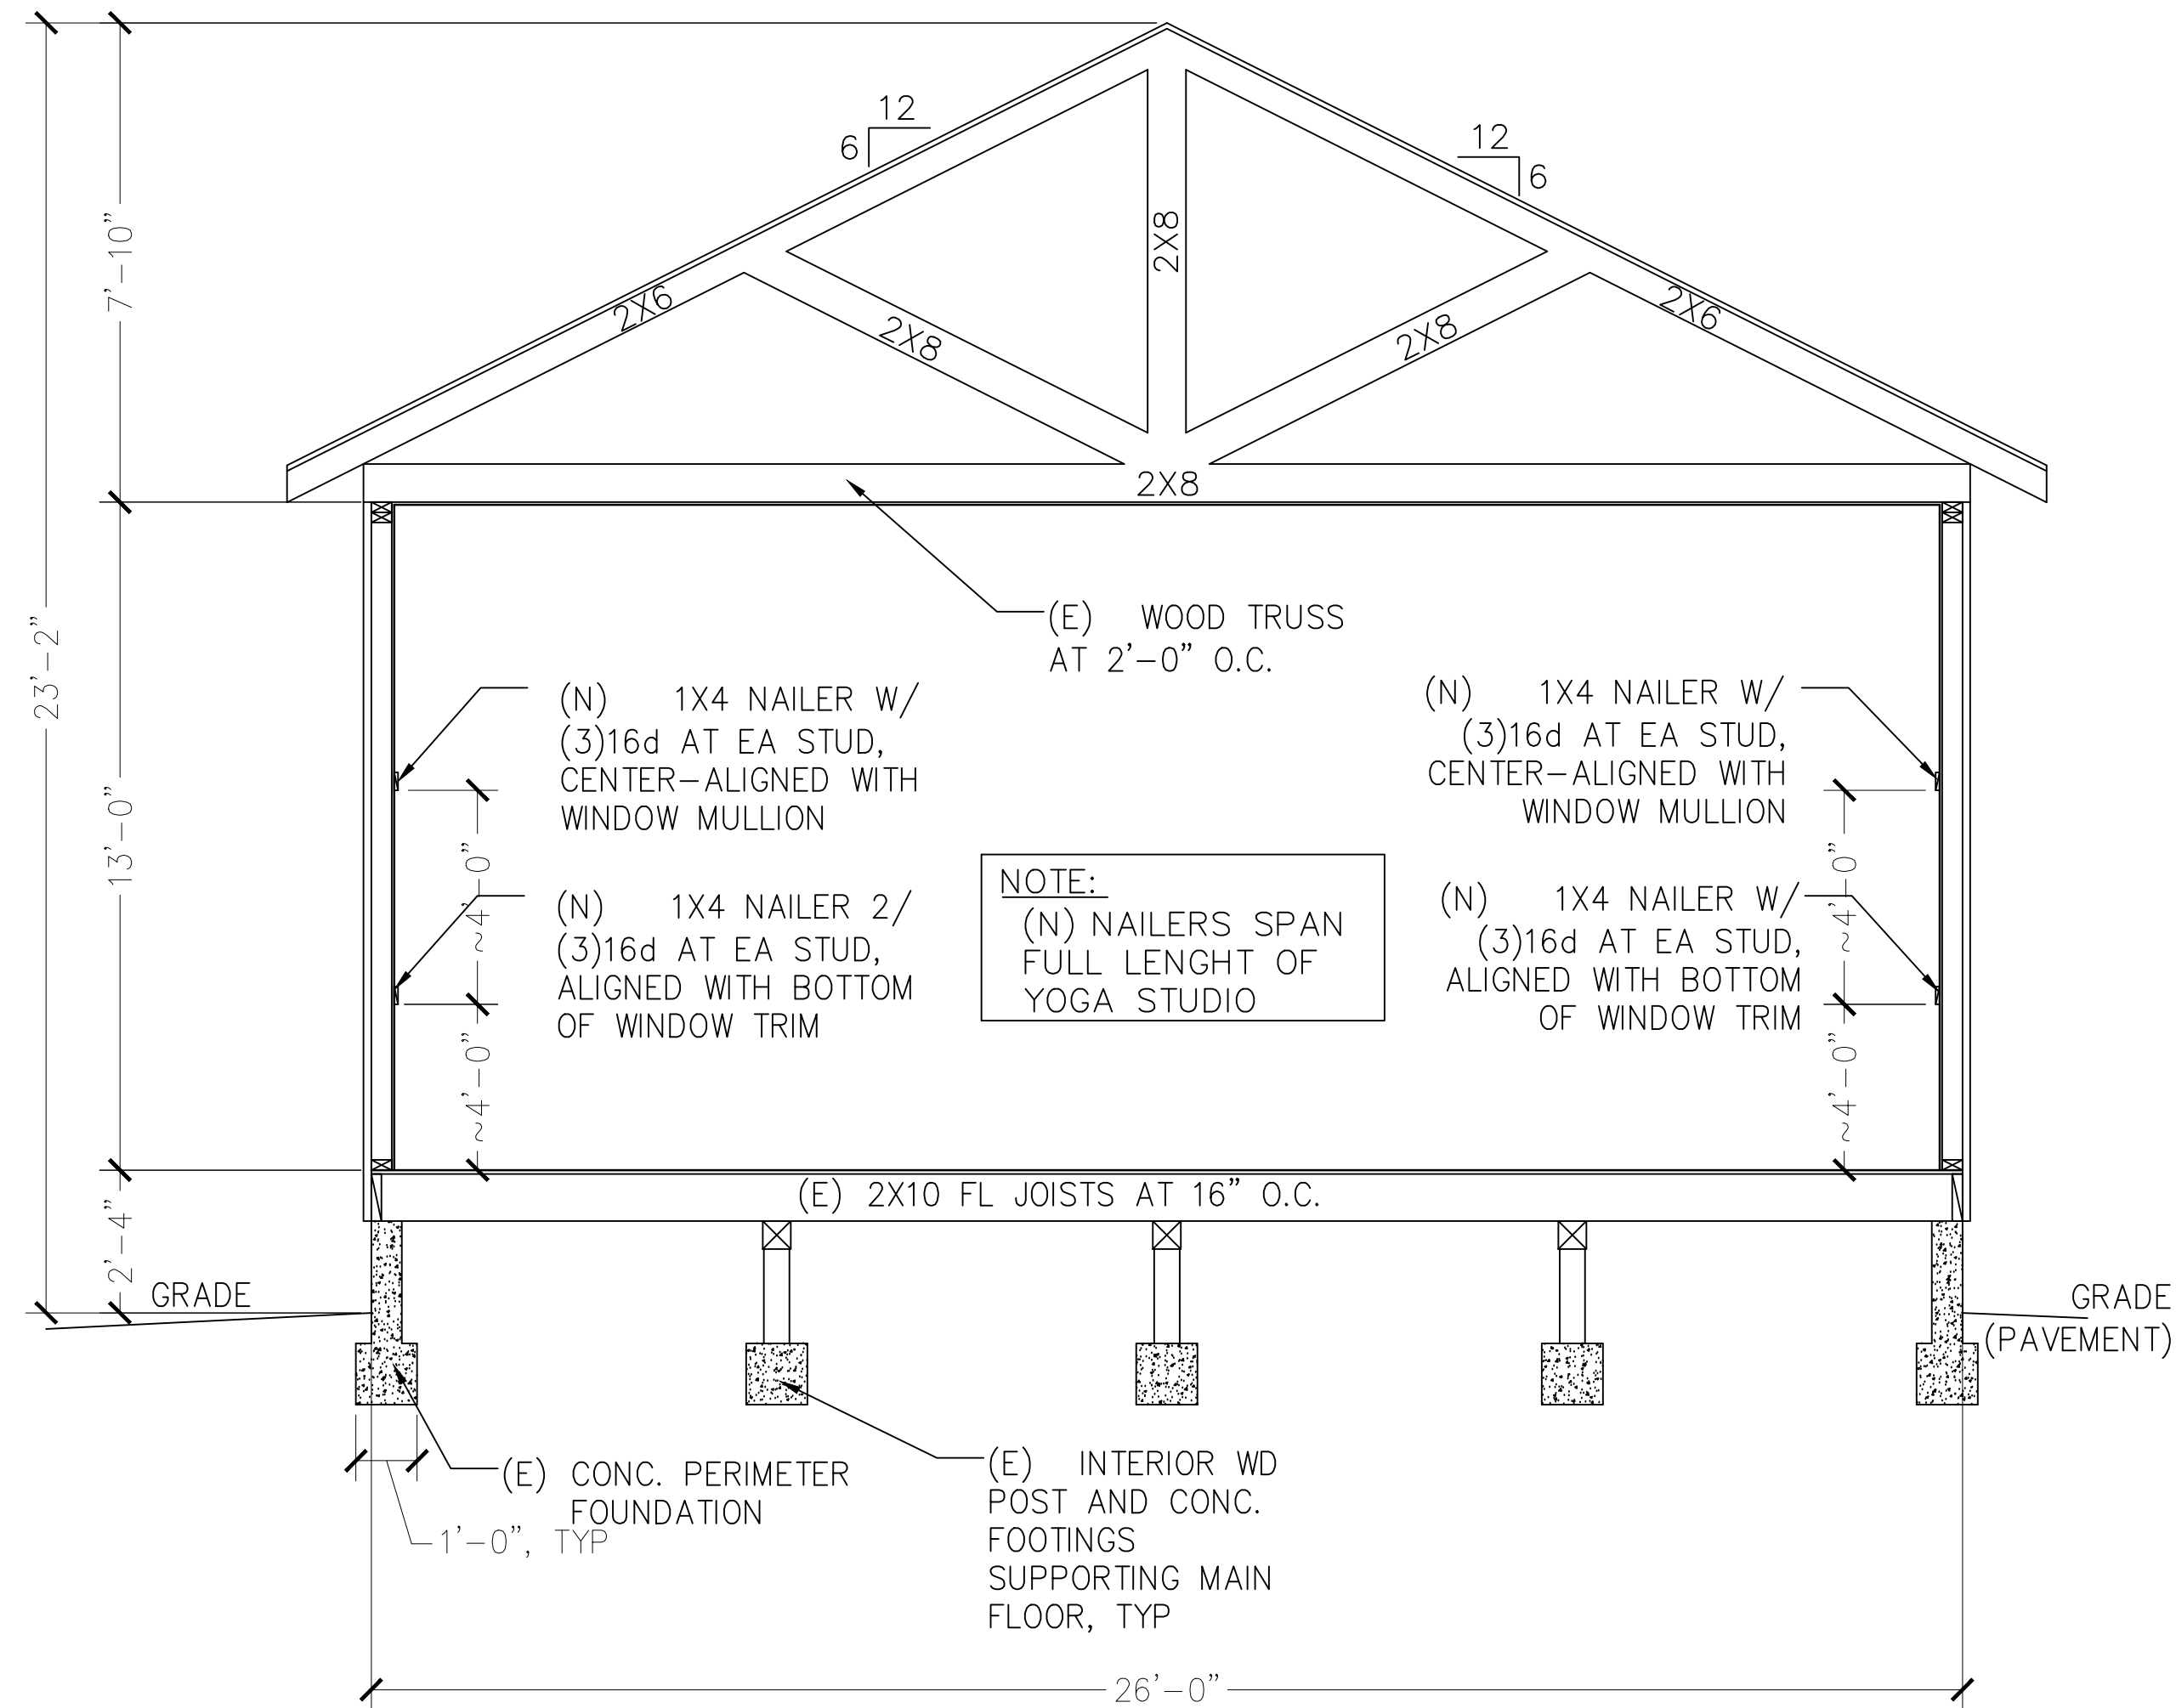 12
6
12
6
7'-10"
2X8
2X6
2X8
2X8
2X6
2X8
(E) WOOD TRUSS
AT 2'-0" O.C.
23'-2"
13'-0"
(N) 1X4 NAILER W/
(3)16d AT EA STUD,
CENTER-ALIGNED WITH
WINDOW MULLION
(N) 1X4 NAILER W/
(3)16d AT EA STUD,
CENTER-ALIGNED WITH
WINDOW MULLION
~4'-0"
(N) 1X4 NAILER 2/
(3)16d AT EA STUD,
ALIGNED WITH BOTTOM
OF WINDOW TRIM
NOTE:
(N) NAILERS SPAN
FULL LENGHT OF
YOGA STUDIO
~4'-0"
(N) 1X4 NAILER W/
(3)16d AT EA STUD,
ALIGNED WITH BOTTOM
OF WINDOW TRIM
~4'-0"
~4'-0"
(E) 2X10 FL JOISTS AT 16" O.C.
2'-4"
GRADE
GRADE
(PAVEMENT)
(E) CONC. PERIMETER
FOUNDATION
1'-0", TYP
(E) INTERIOR WD
POST AND CONC.
FOOTINGS
SUPPORTING MAIN
FLOOR, TYP
26'-0"